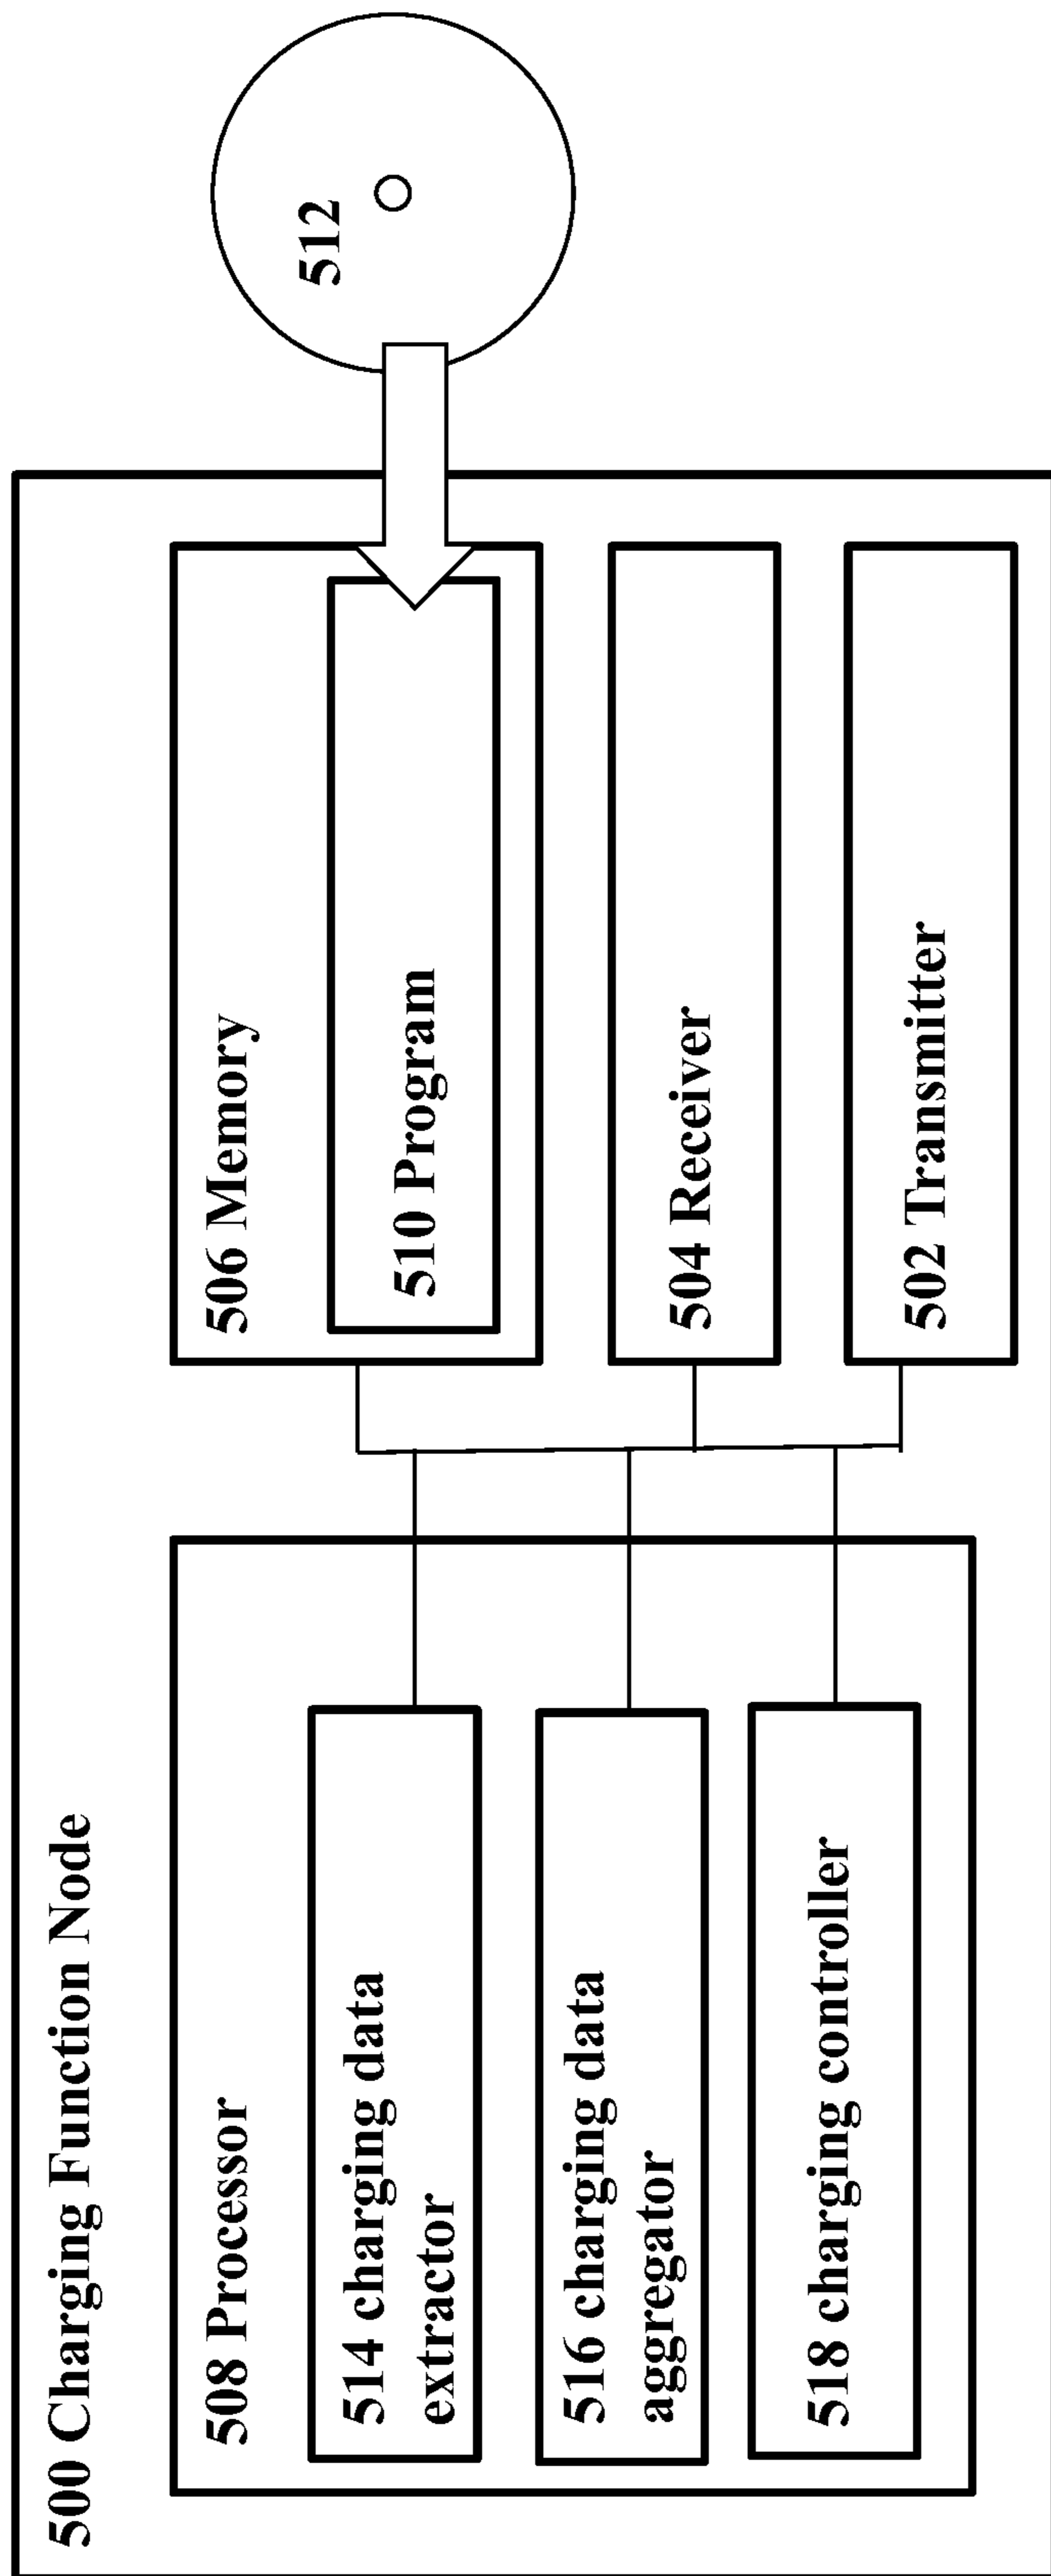 500 Charging Function Node
508 Processor
514 charging data
extractor
516 charging data
aggregator
518 charging controller
506 Memory
510 Program
504 Receiver
502 Transmitter
512